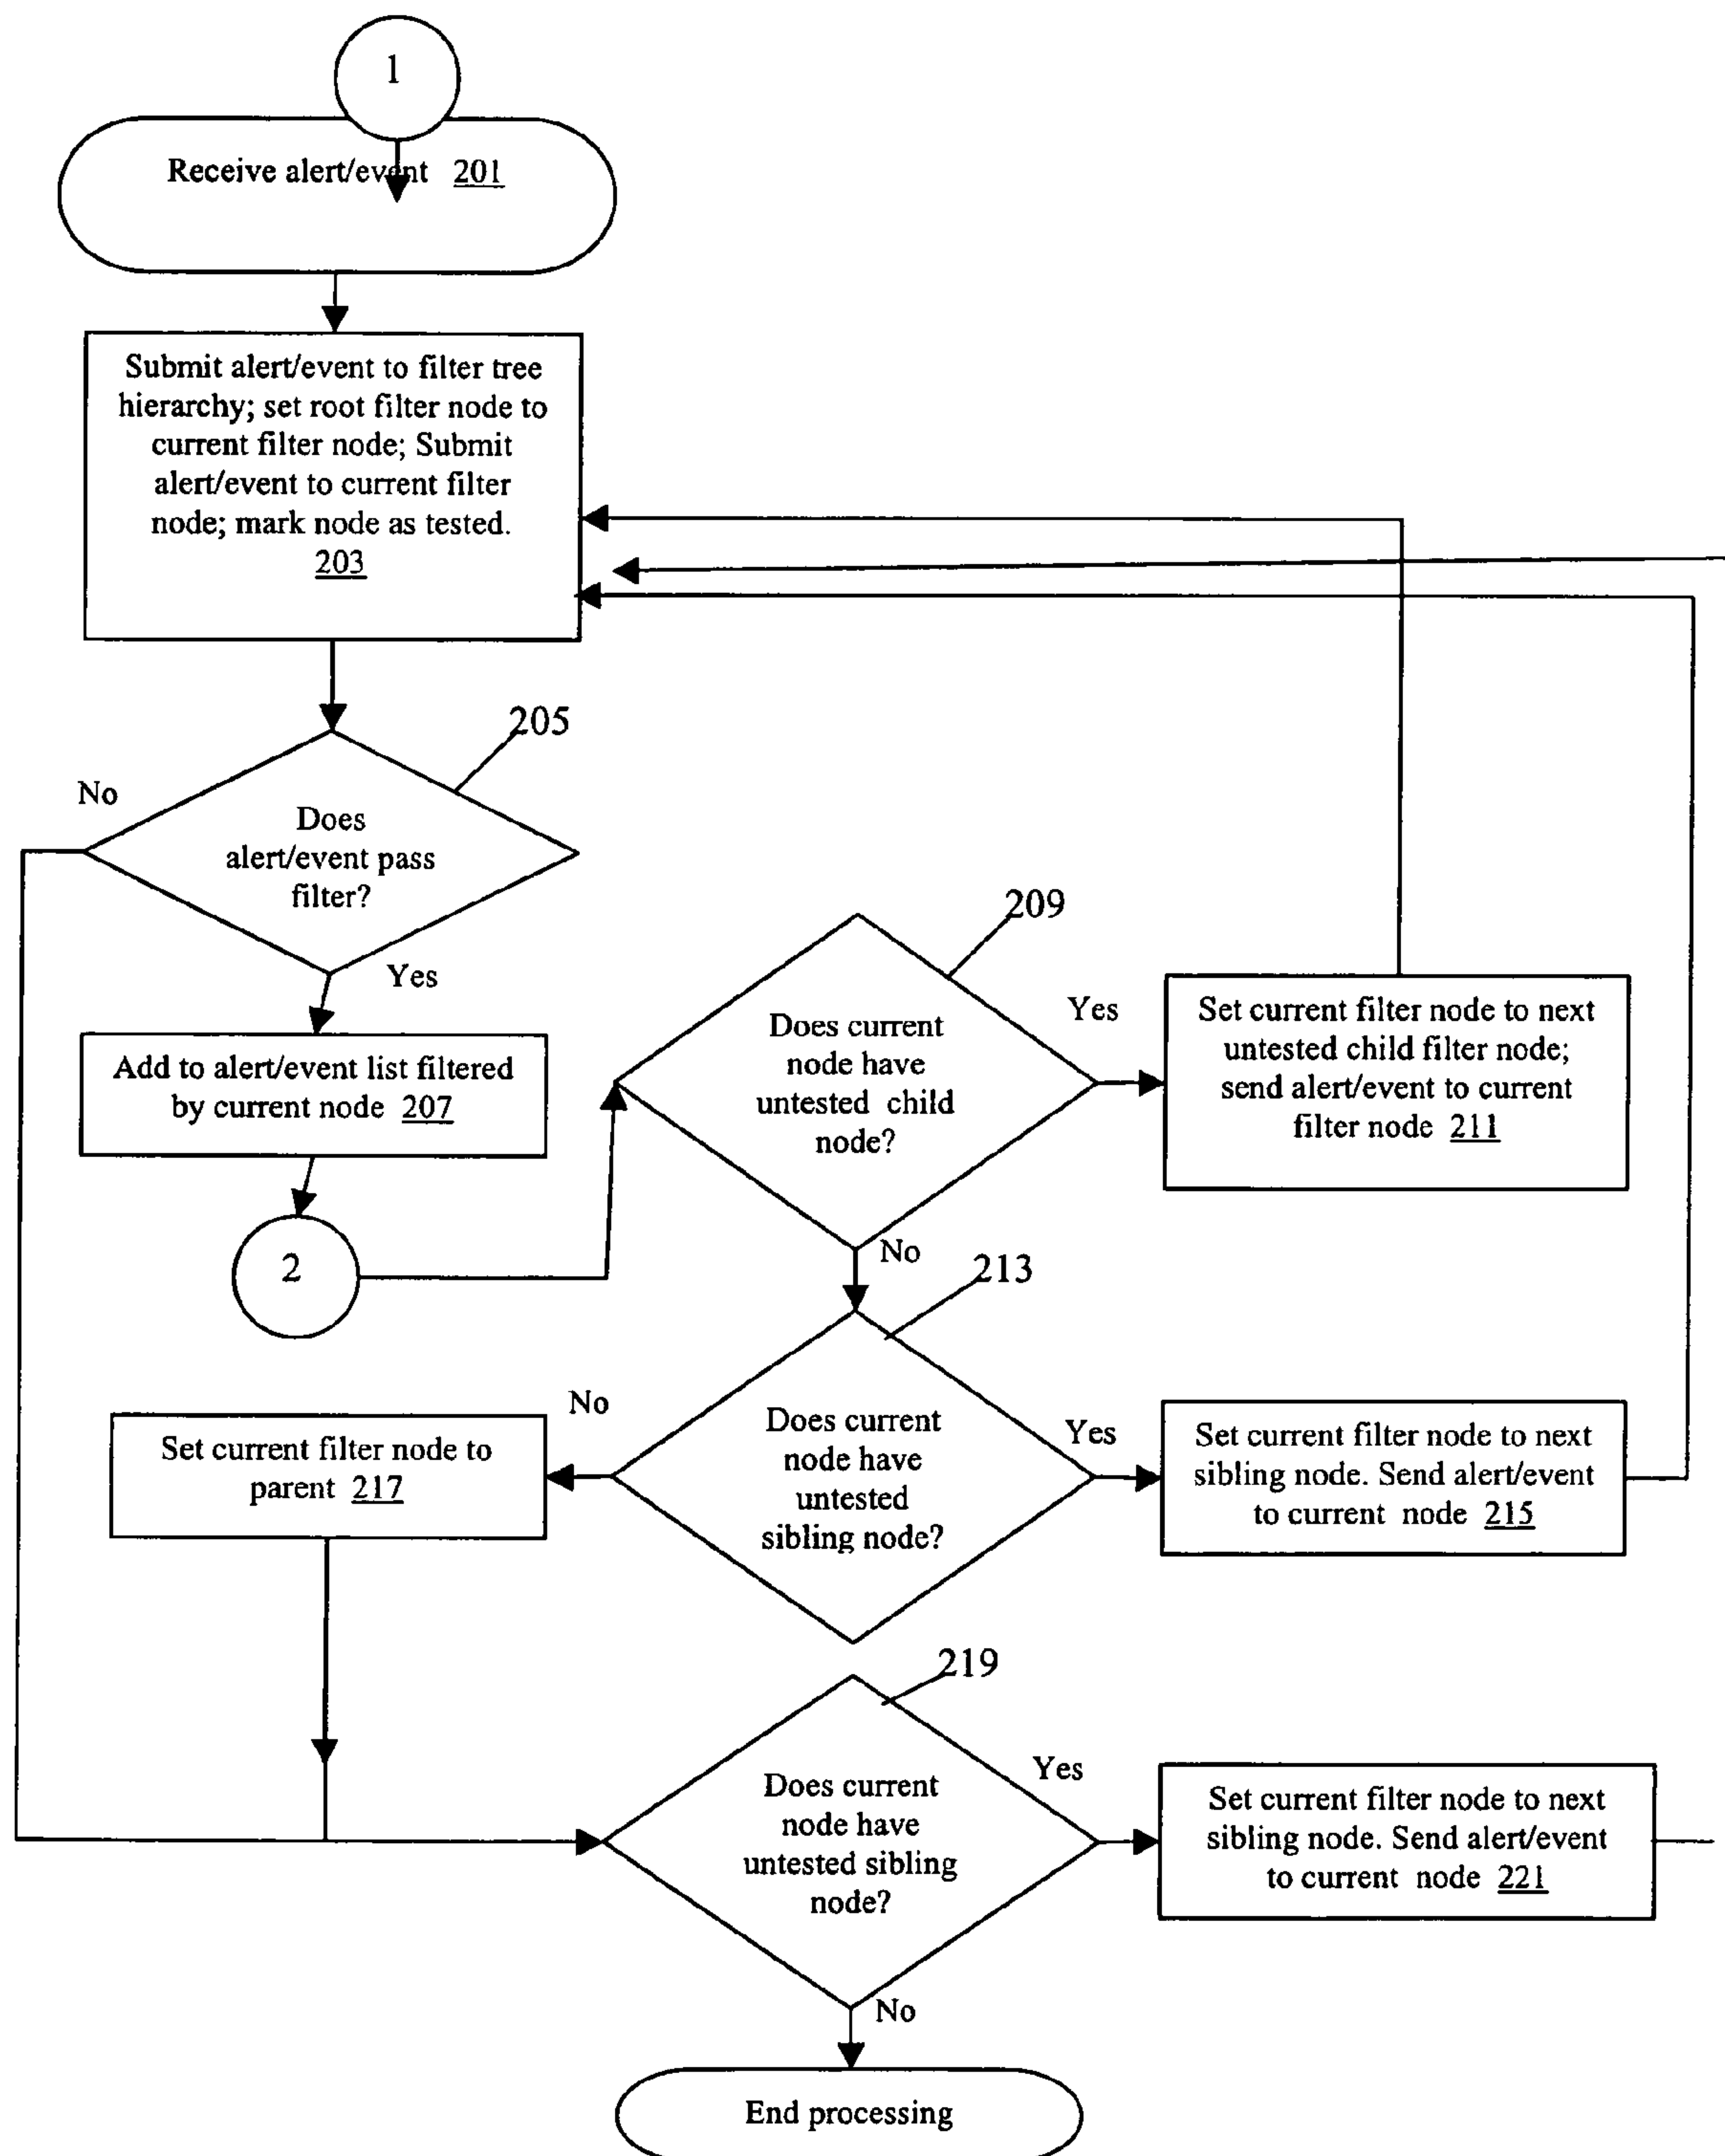 1
Receive alert/event 201
Submit alert/event to filter tree
hierarchy; set root filter node to
current filter node; Submit
alert/event to current filter
node; mark node as tested.
203
205
No
Does
alert/event pass
filter?
Yes
Add to alert/event list filtered
by current node 207
2
209
Does current
node have
untested child
node?
Yes
Set current filter node to next
untested child filter node;
send alert/event to current
filter node 211
No
213
Does current
node have
untested
sibling node?
Yes
Set current filter node to next
sibling node. Send alert/event
to current node 215
No
Set current filter node to
parent 217
219
Does current
node have
untested sibling
node?
Yes
Set current filter node to next
sibling node. Send alert/event
to current node 221
No
End processing